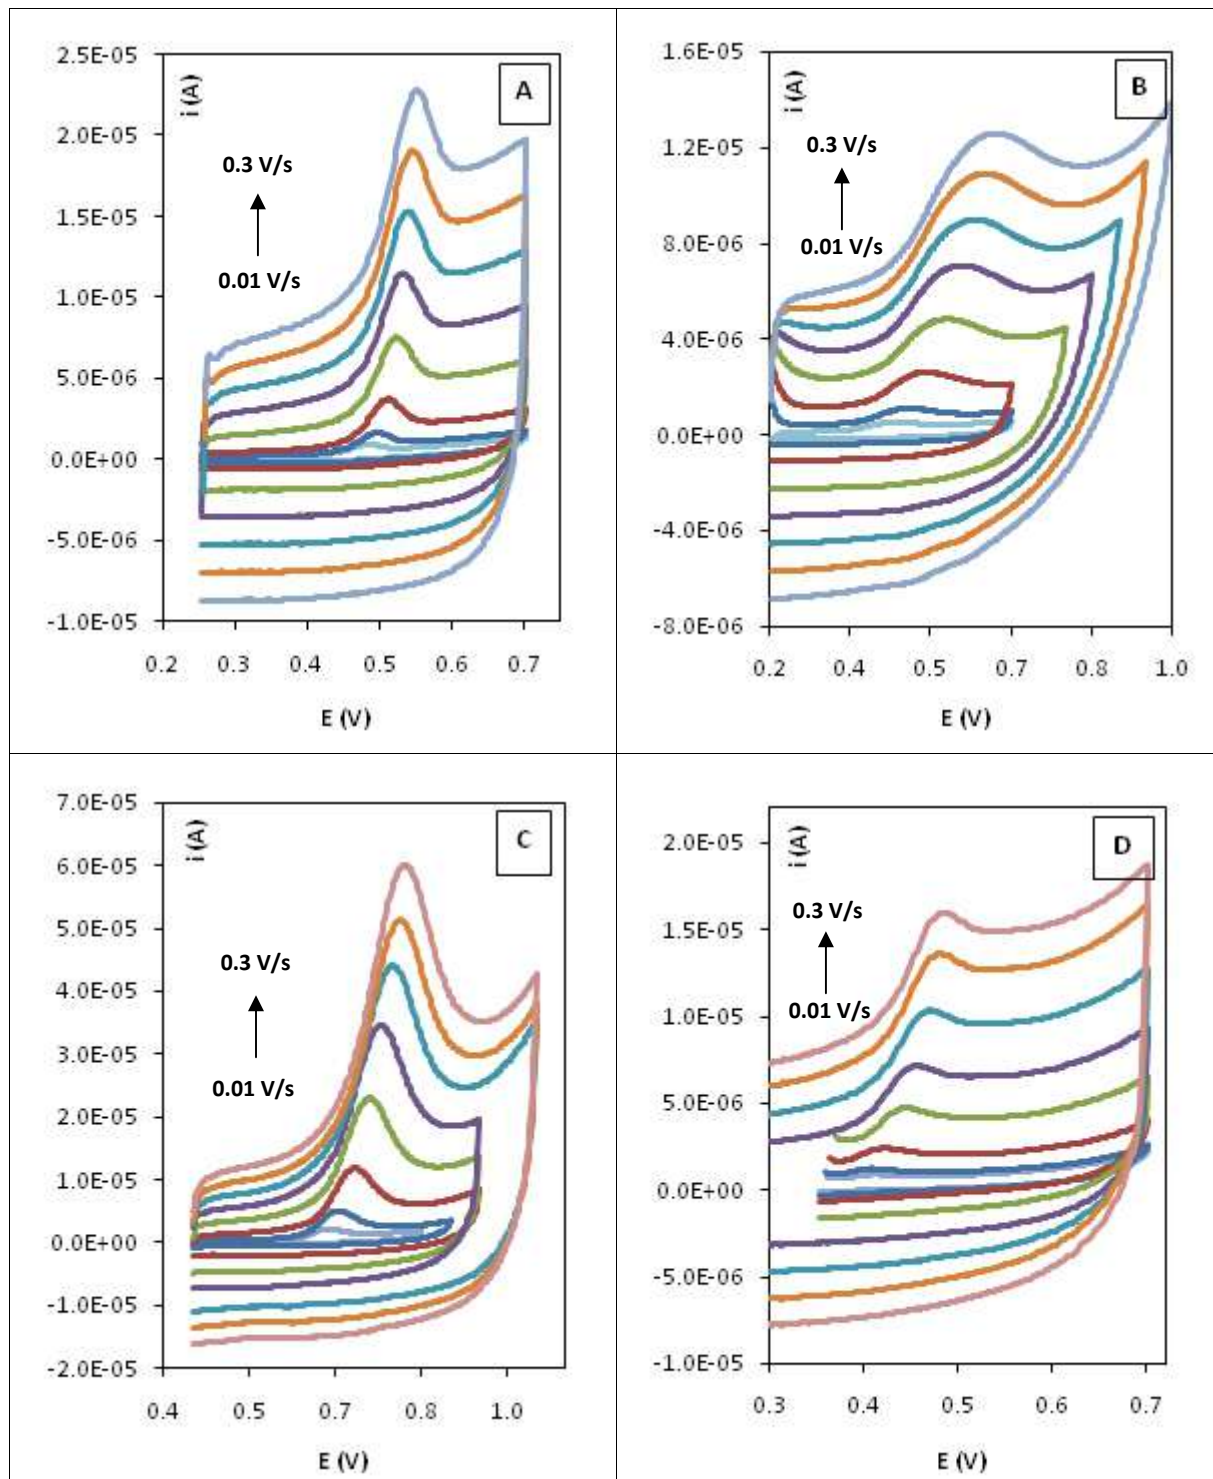 2.5E-05
2.0E-05
1.5E-05
1.0E-05
5.0E-06
0.0E+00
-5.0E-06
-1.0E-05
i (A)
A
0.3 V/s
0.01 V/s
0.2 0.3 0.4 0.5 0.6 0.7
E (V)
1.6E-05
1.2E-05
8.0E-06
4.0E-06
0.0E+00
-4.0E-06
-8.0E-06
i (A)
B
0.3 V/s
0.01 V/s
0.2 0.4 0.5 0.7 0.8 1.0
E (V)
7.0E-05
6.0E-05
5.0E-05
4.0E-05
3.0E-05
2.0E-05
1.0E-05
0.0E+00
-1.0E-05
-2.0E-05
i (A)
C
0.3 V/s
0.01 V/s
0.4 0.5 0.7 0.8 1.0
E (V)
2.0E-05
1.5E-05
1.0E-05
5.0E-06
0.0E+00
-5.0E-06
-1.0E-05
i (A)
D
0.3 V/s
0.01 V/s
0.3 0.4 0.5 0.6 0.7
E (V)